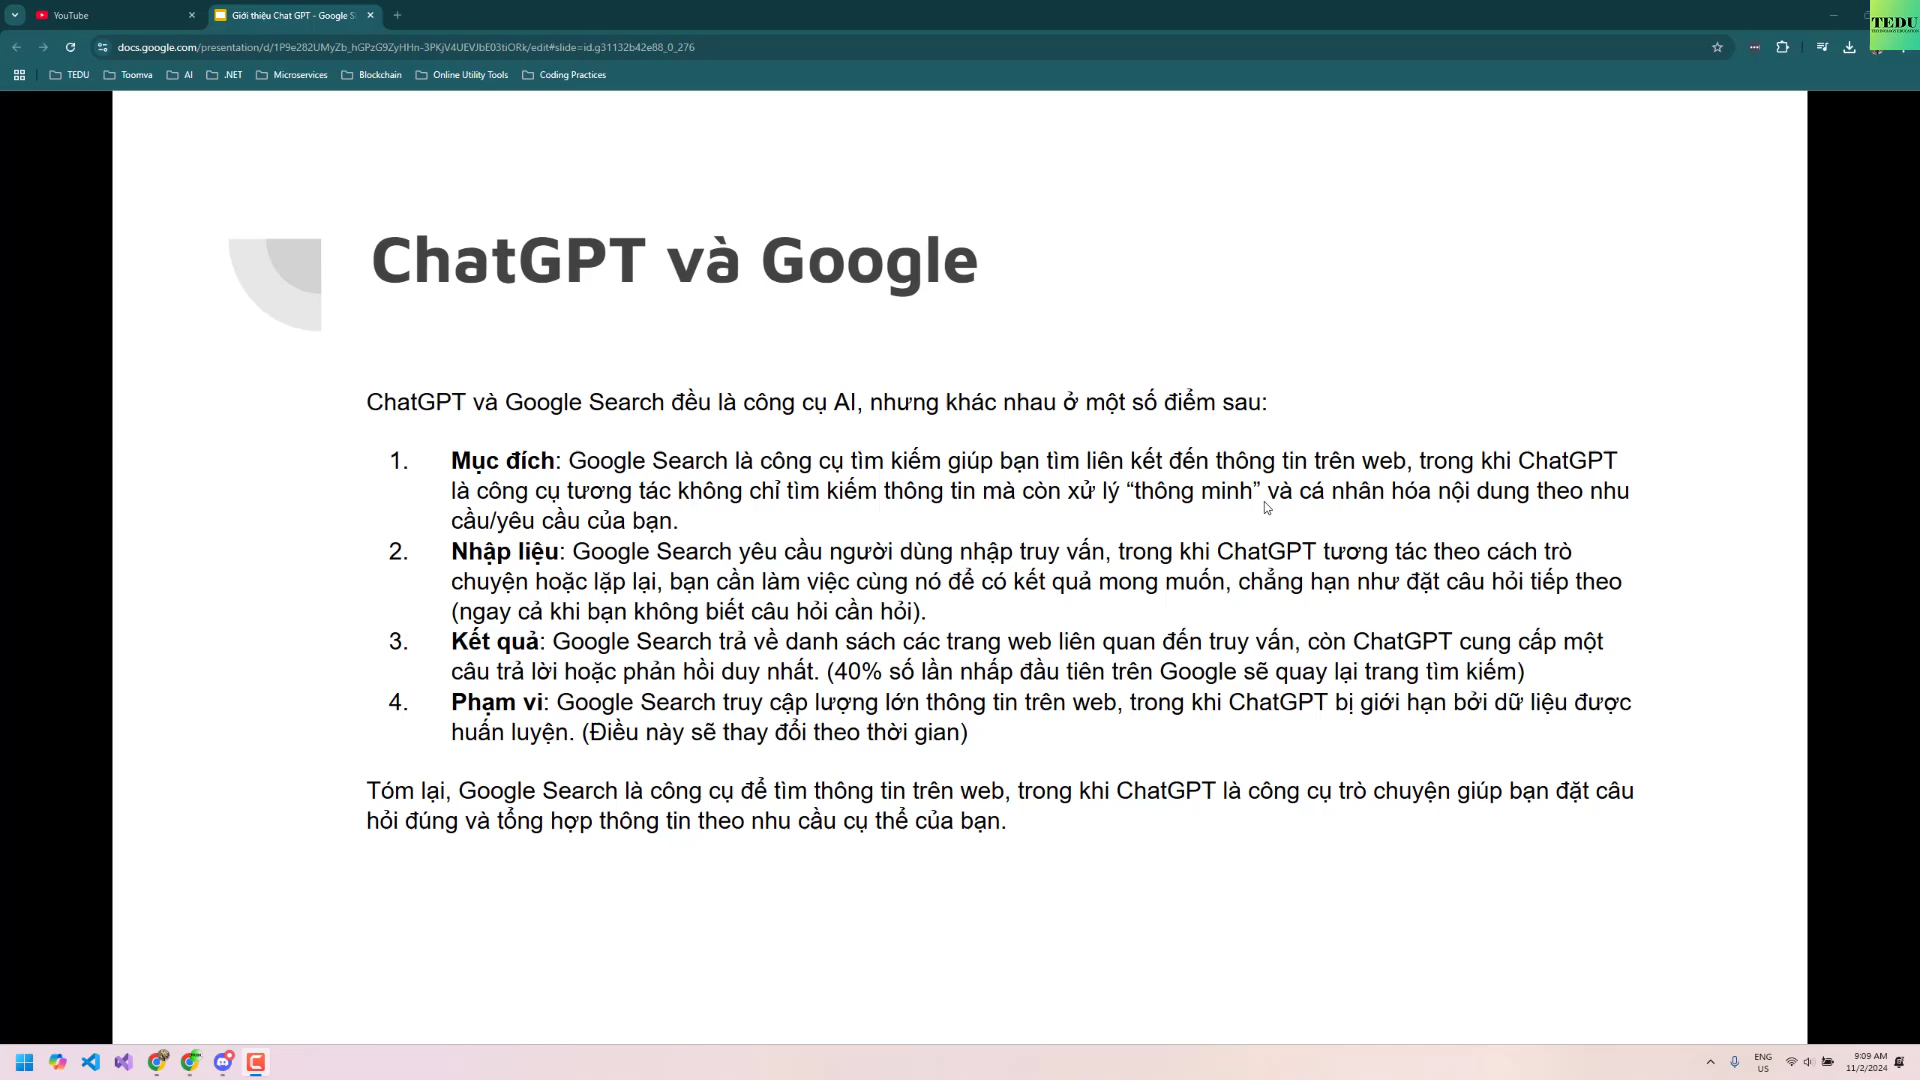 YouTube
Giới thiệu Chat GPT - Google S
docs.google.com/presentation/d/1P9e282UMyZb_hGPzG9ZyHHn-3PKjV4UEVJbE03tiORk/edit#slide=id.g31132b42e88_0_276
TEDU
TEDU
Toomva
AI
.NET
Microservices
Blockchain
Online Utility Tools
Coding Practices
ChatGPT và Google
ChatGPT và Google Search đều là công cụ AI, nhưng khác nhau ở một số điểm sau:
1. Mục đích: Google Search là công cụ tìm kiếm giúp bạn tìm liên kết đến thông tin trên web, trong khi ChatGPT
là công cụ tương tác không chỉ tìm kiếm thông tin mà còn xử lý “thông minh” và cá nhân hóa nội dung theo nhu
cầu/yêu cầu của bạn.
2. Nhập liệu: Google Search yêu cầu người dùng nhập truy vấn, trong khi ChatGPT tương tác theo cách trò
chuyện hoặc lặp lại, bạn cần làm việc cùng nó để có kết quả mong muốn, chẳng hạn như đặt câu hỏi tiếp theo
(ngay cả khi bạn không biết câu hỏi cần hỏi).
3. Kết quả: Google Search trả về danh sách các trang web liên quan đến truy vấn, còn ChatGPT cung cấp một
câu trả lời hoặc phản hồi duy nhất. (40% số lần nhấp đầu tiên trên Google sẽ quay lại trang tìm kiếm)
4. Phạm vi: Google Search truy cập lượng lớn thông tin trên web, trong khi ChatGPT bị giới hạn bởi dữ liệu được
huấn luyện. (Điều này sẽ thay đổi theo thời gian)
Tóm lại, Google Search là công cụ để tìm thông tin trên web, trong khi ChatGPT là công cụ trò chuyện giúp bạn đặt câu
hỏi đúng và tổng hợp thông tin theo nhu cầu cụ thể của bạn.
ENG
US
9:09 AM
11/2/2024